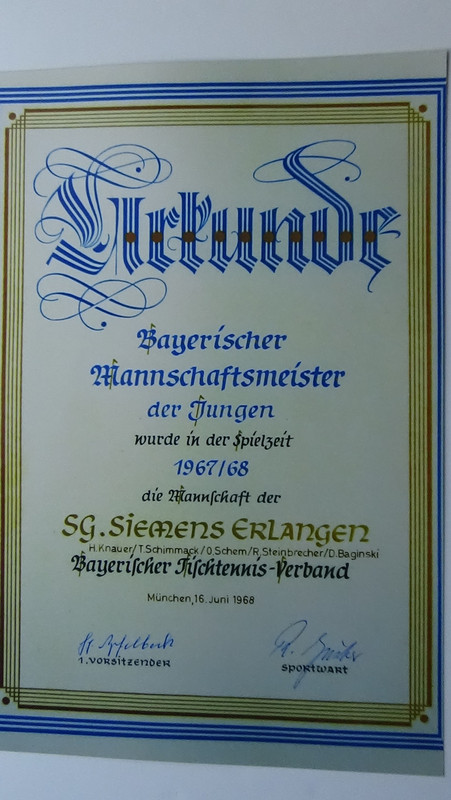 Urkunde
Bayerischer
Mannschaftsmeister
der Jungen
wurde in der Spielzeit
1967/68
die Mannschaft der
SG. SIEMENS ERLANGEN
H. Knauer/T. Schimmack/O. Schem/R. Steinbrecher/D. Baginski
Bayerischer Tischtennis-Verband
München, 16. Juni 1968
1. VORSITZENDER
SPORTWART